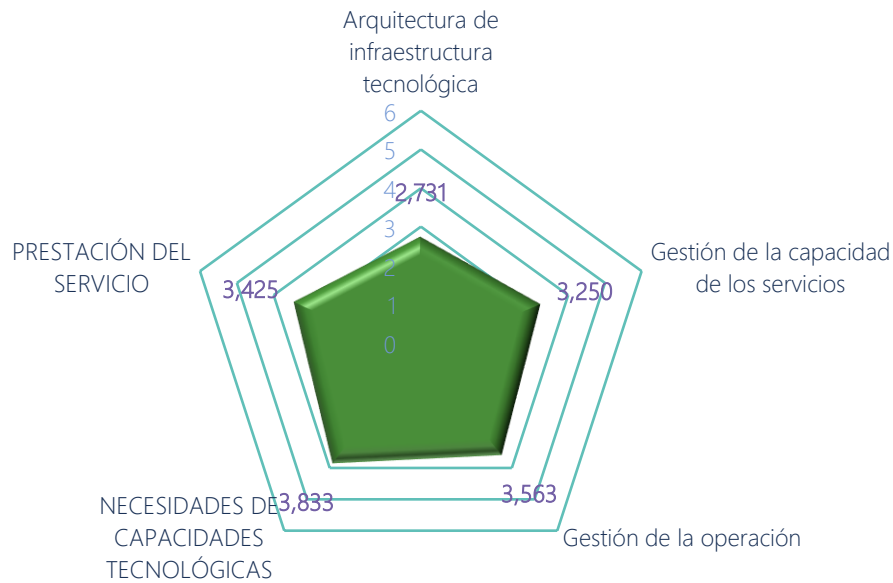 Arquitectura de
infraestructura
tecnológica
6
5
4
2,731
3
2
1
0
PRESTACIÓN DEL
SERVICIO
3,425
Gestión de la capacidad
de los servicios
3,250
NECESIDADES DE
CAPACIDADES
TECNOLÓGICAS
3,833
3,563
Gestión de la operación